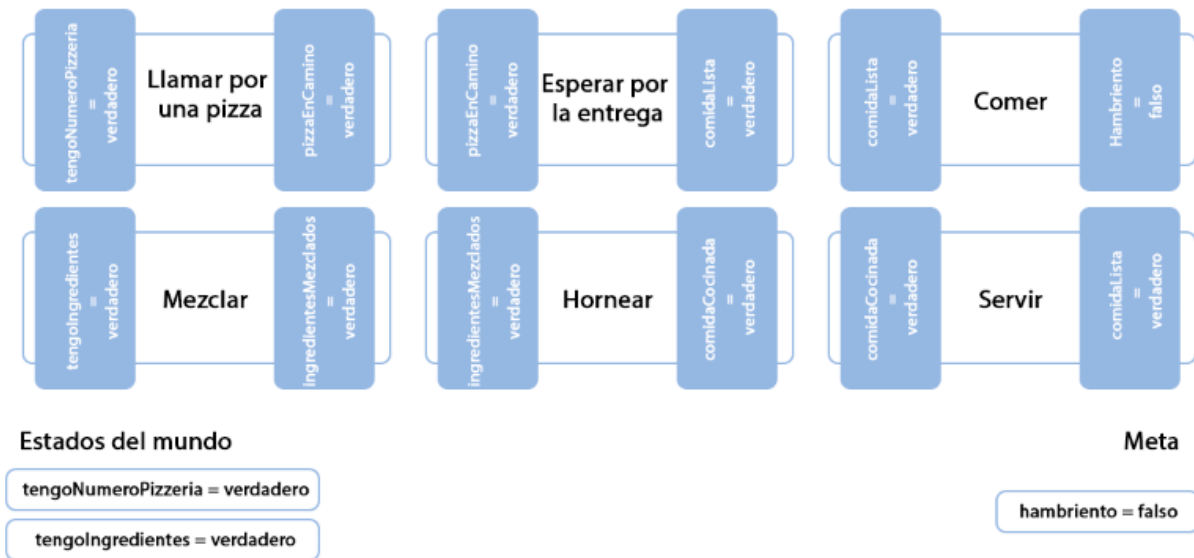 tengoNumeroPizzeria
=
verdadero
Llamar por
una pizza
pizzaEnCamino
=
verdadero
pizzaEnCamino
=
verdadero
Esperar por
la entrega
comidaLista
=
verdadero
comidaLista
=
verdadero
Comer
Hambriento
=
falso
tengoIngredientes
=
verdadero
Mezclar
IngredientesMezclados
=
verdadero
ingredientesMezclados
=
verdadero
Hornear
comidaCocinada
=
verdadero
comidaCocinada
=
verdadero
Servir
comidaLista
=
verdadero
Estados del mundo
Meta
tengoNumeroPizzeria = verdadero
hambriento = falso
tengoIngredientes = verdadero